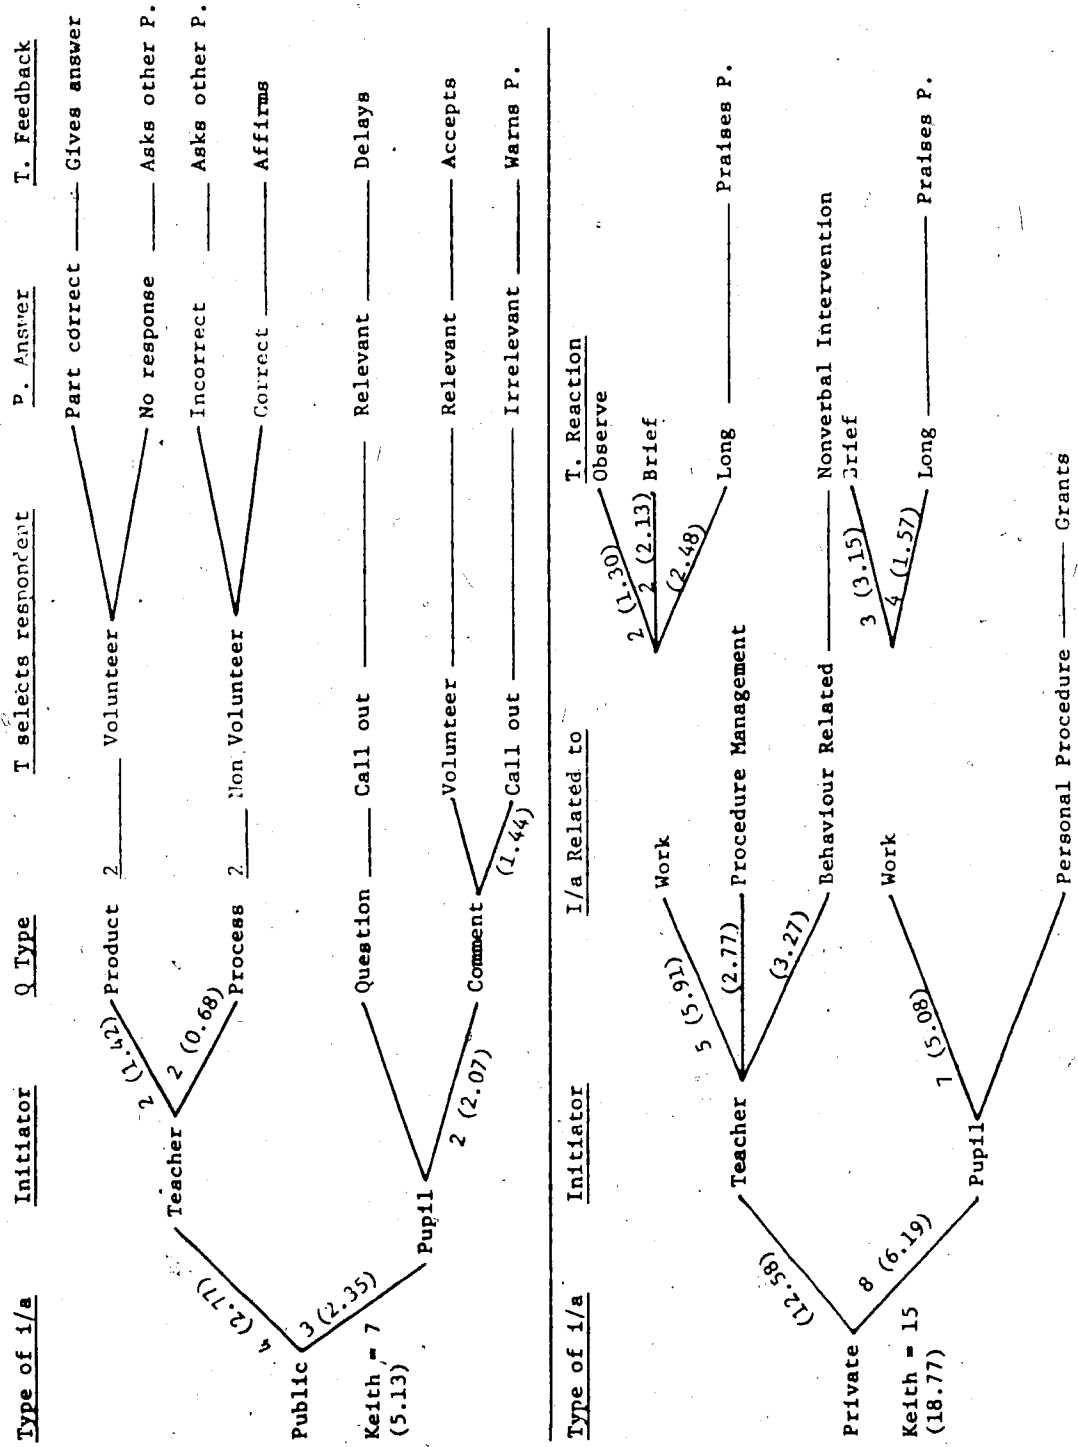 Type of i/a Initiator Q Type T selects respondent P. Answer T. Feedback
Public
Keith = 7
(5.13)
4 (2.77)
3 (2.35)
Teacher
2 (1.42)
2 (0.68)
Product 2 Volunteer
Part correct Gives answer
No response Asks other P.
Process 2 Non Volunteer
Incorrect Asks other P.
Correct Affirms
Pupil
2 (2.07)
Question Call out Relevant Delays
Comment
(1.44)
Volunteer Relevant Accepts
Call out Irrelevant Warns P.
Type of i/a Initiator I/a Related to T. Reaction
Private
Keith = 15
(18.77)
(12.58)
8 (6.19)
Teacher
5 (5.91)
(2.77)
(3.27)
Work
2 (1.30)
2 (2.13)
(2.48)
Observe
Brief
Long Praises P.
Procedure Management
Behaviour Related Nonverbal Intervention
Pupil
7 (5.08)
Work
3 (3.15)
4 (1.57)
Brief
Long Praises P.
Personal Procedure Grants